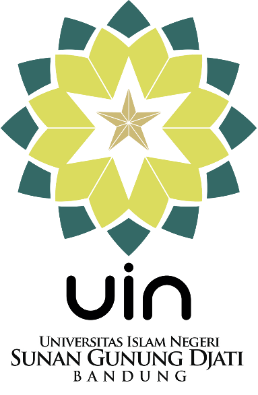 uin
UNIVERSITAS ISLAM NEGERI
SUNAN GUNUNG DJATI
BANDUNG